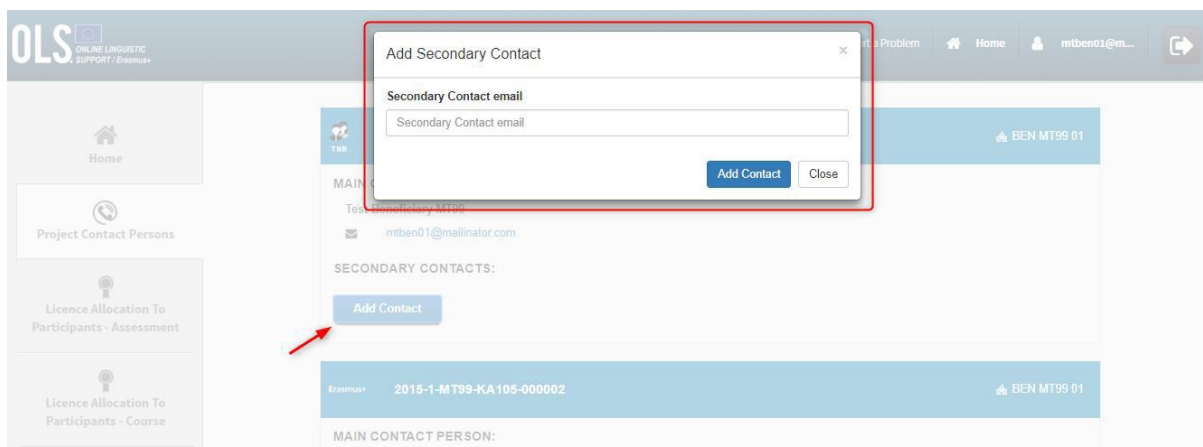 OLS ONLINE LINGUISTIC
SUPPORT / Erasmus+
t a Problem
Home
mtben01@m...
Add Secondary Contact
×
Secondary Contact email
Secondary Contact email
Add Contact
Close
Home
Project Contact Persons
Licence Allocation To
Participants - Assessment
Licence Allocation To
Participants - Course
BEN MT99 01
MAIN
Test Beneficiary MT99
mtben01@mailinator.com
SECONDARY CONTACTS:
Add Contact
Erasmus+
2015-1-MT99-KA105-000002
BEN MT99 01
MAIN CONTACT PERSON: